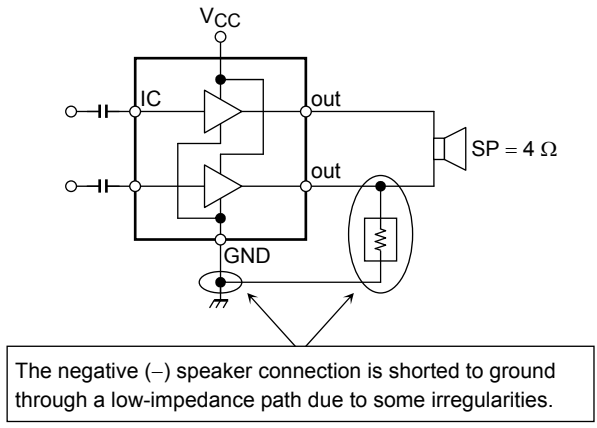 VCC
IC
out
SP = 4 Ω
out
GND
The negative (−) speaker connection is shorted to ground
through a low-impedance path due to some irregularities.